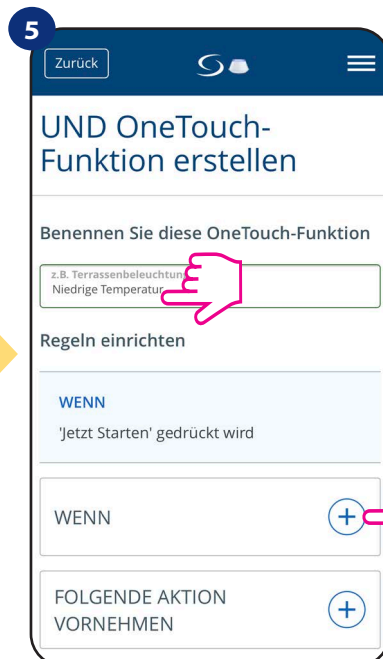 5
Zurück
UND OneTouch-
Funktion erstellen
Benennen Sie diese OneTouch-Funktion
z.B. Terrassenbeleuchtung
Niedrige Temperatur
Regeln einrichten
WENN
'Jetzt Starten' gedrückt wird
WENN
FOLGENDE AKTION
VORNEHMEN